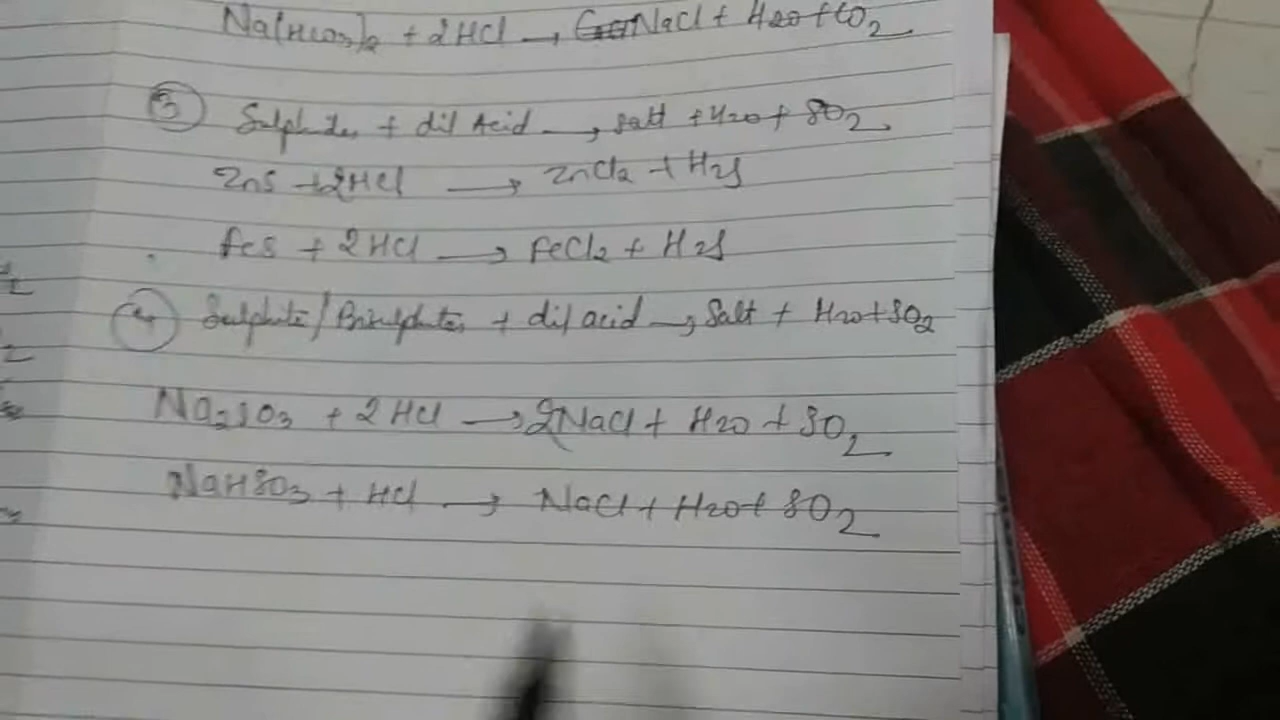 Na(HCO3)2 + 2HCl → NaCl + H2O + CO2
③ Sulphides + dil Acid → salt + H2O + SO2
ZnS + 2HCl → ZnCl2 + H2S
FeS + 2HCl → FeCl2 + H2S
④ Sulphite/Bisulphites + dil acid → Salt + H2O + SO2
Na2SO3 + 2HCl → 2NaCl + H2O + SO2
NaHSO3 + HCl → NaCl + H2O + SO2